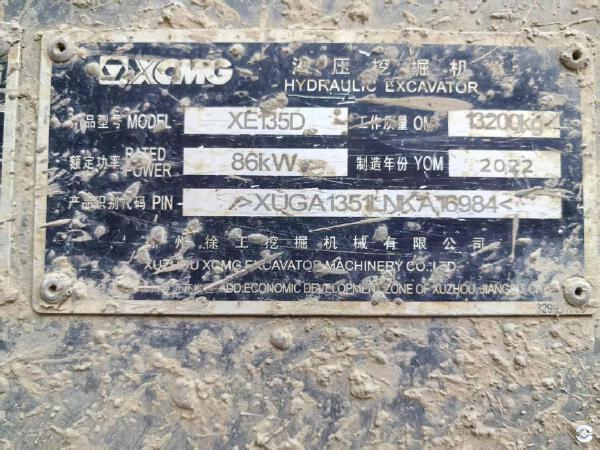 XCMG 液压挖掘机
HYDRAULIC EXCAVATOR
产品型号 MODEL XE135D 工作质量 OM 13200kg
额定功率 RATED POWER 86kW 制造年份 YOM 2022
产品识别代码 PIN >XUGA1351LNKA16984<
徐州徐工挖掘机械有限公司
XUZHOU XCMG EXCAVATOR MACHINERY CO., LTD.
ADD:ECONOMIC DEVELOPMENT ZONE OF XUZHOU, JIANGSU, CHINA